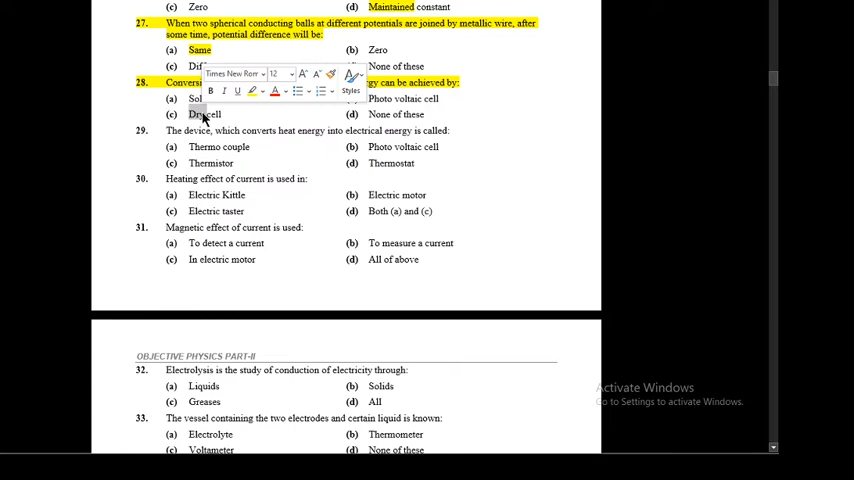 (c) Zero (d) Maintained constant
27. When two spherical conducting balls at different potentials are joined by metallic wire, after
some time, potential difference will be:
(a) Same (b) Zero
(c) None of these
Times New Rom 12
B I U A Styles
28. gy can be achieved by:
(a) Photo voltaic cell
(c) Dry cell (d) None of these
29. The device, which converts heat energy into electrical energy is called:
(a) Thermo couple (b) Photo voltaic cell
(c) Thermistor (d) Thermostat
30. Heating effect of current is used in:
(a) Electric Kittle (b) Electric motor
(c) Electric taster (d) Both (a) and (c)
31. Magnetic effect of current is used:
(a) To detect a current (b) To measure a current
(c) In electric motor (d) All of above
OBJECTIVE PHYSICS PART-II
32. Electrolysis is the study of conduction of electricity through:
(a) Liquids (b) Solids
(c) Greases (d) All
33. The vessel containing the two electrodes and certain liquid is known:
(a) Electrolyte (b) Thermometer
(c) Voltameter (d) None of these
Activate Windows
Go to Settings to activate Windows.